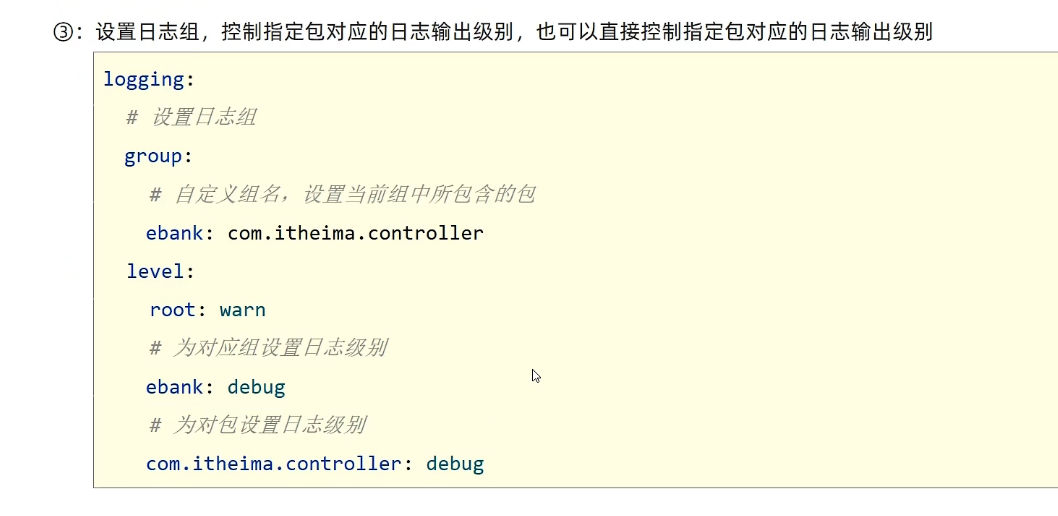 ③：设置日志组，控制指定包对应的日志输出级别，也可以直接控制指定包对应的日志输出级别
logging:
# 设置日志组
group:
# 自定义组名，设置当前组中所包含的包
ebank: com.itheima.controller
level:
root: warn
# 为对应组设置日志级别
ebank: debug
# 为对包设置日志级别
com.itheima.controller: debug